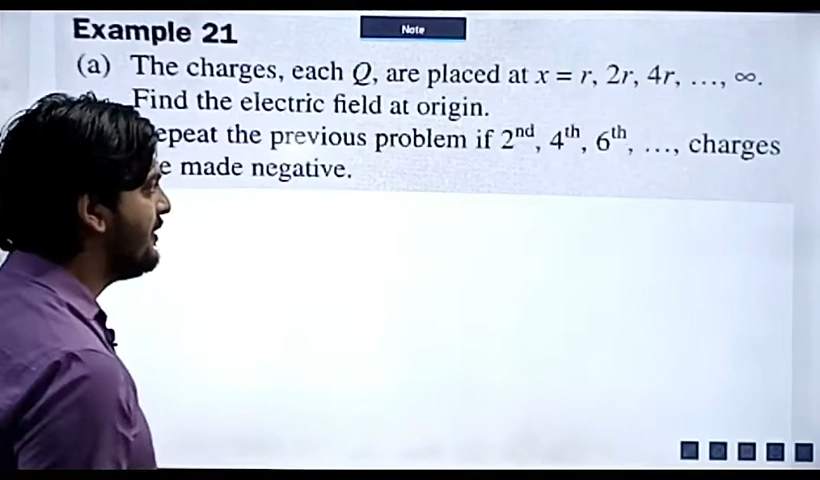 Example 21
Note
(a) The charges, each Q, are placed at x = r, 2r, 4r, ..., ∞.
Find the electric field at origin.
epeat the previous problem if 2nd, 4th, 6th, ..., charges
e made negative.